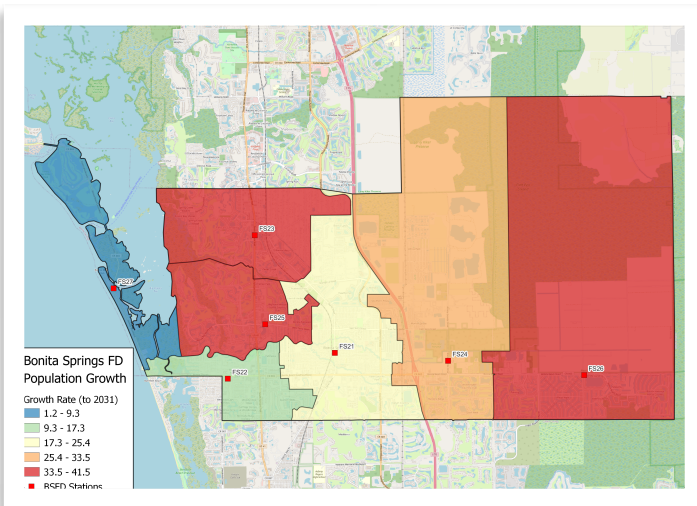 FS23
FS27
FS25
FS21
FS24
FS22
FS26
Bonita Springs FD
Population Growth
Growth Rate (to 2031)
1.2 - 9.3
9.3 - 17.3
17.3 - 25.4
25.4 - 33.5
33.5 - 41.5
BSFD Stations